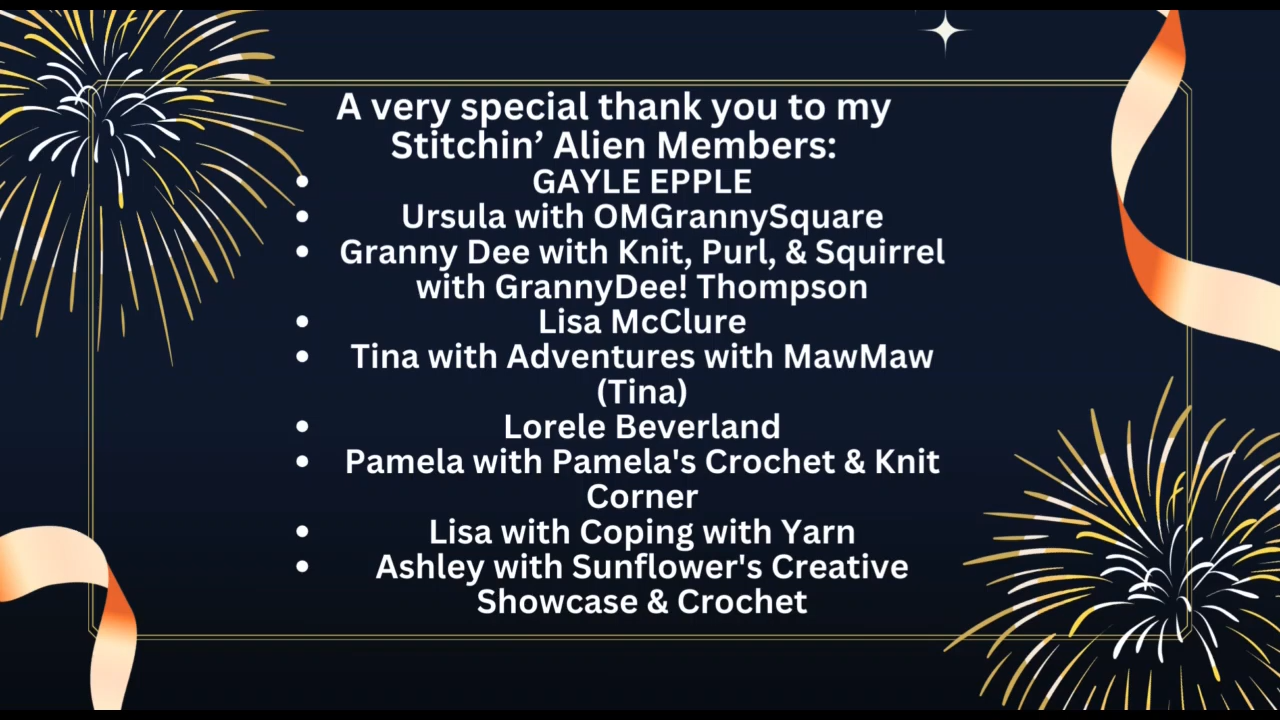 A very special thank you to my
Stitchin’ Alien Members:
• GAYLE EPPLE
• Ursula with OMGrannySquare
• Granny Dee with Knit, Purl, & Squirrel
with GrannyDee! Thompson
• Lisa McClure
• Tina with Adventures with MawMaw
(Tina)
• Lorele Beverland
• Pamela with Pamela's Crochet & Knit
Corner
• Lisa with Coping with Yarn
• Ashley with Sunflower's Creative
Showcase & Crochet